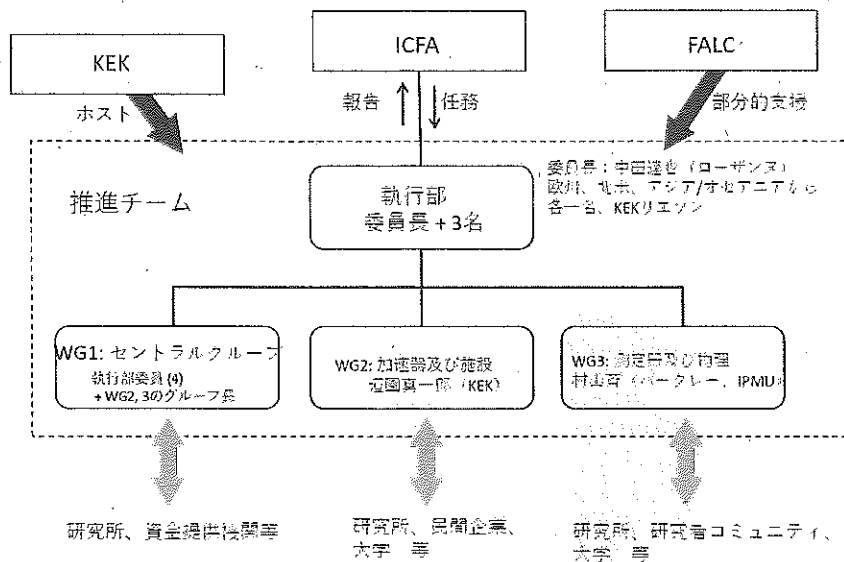 KEK
ICFA
FALC
ホスト
報告
任務
部分的支援
推進チーム
執行部
委員長 + 3名
委員長：中田達也（ローザンヌ）
欧州、北米、アジア/オセアニアから
各一名、KEKリエゾン
WG1: セントラルグループ
執行部委員 (4)
+ WG2, 3のグループ長
WG2: 加速器及び施設
道園真一郎（KEK）
WG3: 測定器及び物理
村山斉（バークレー、IPMU）
研究所、資金提供機関等
研究所、民間企業、
大学　等
研究所、研究者コミュニティ、
大学　等